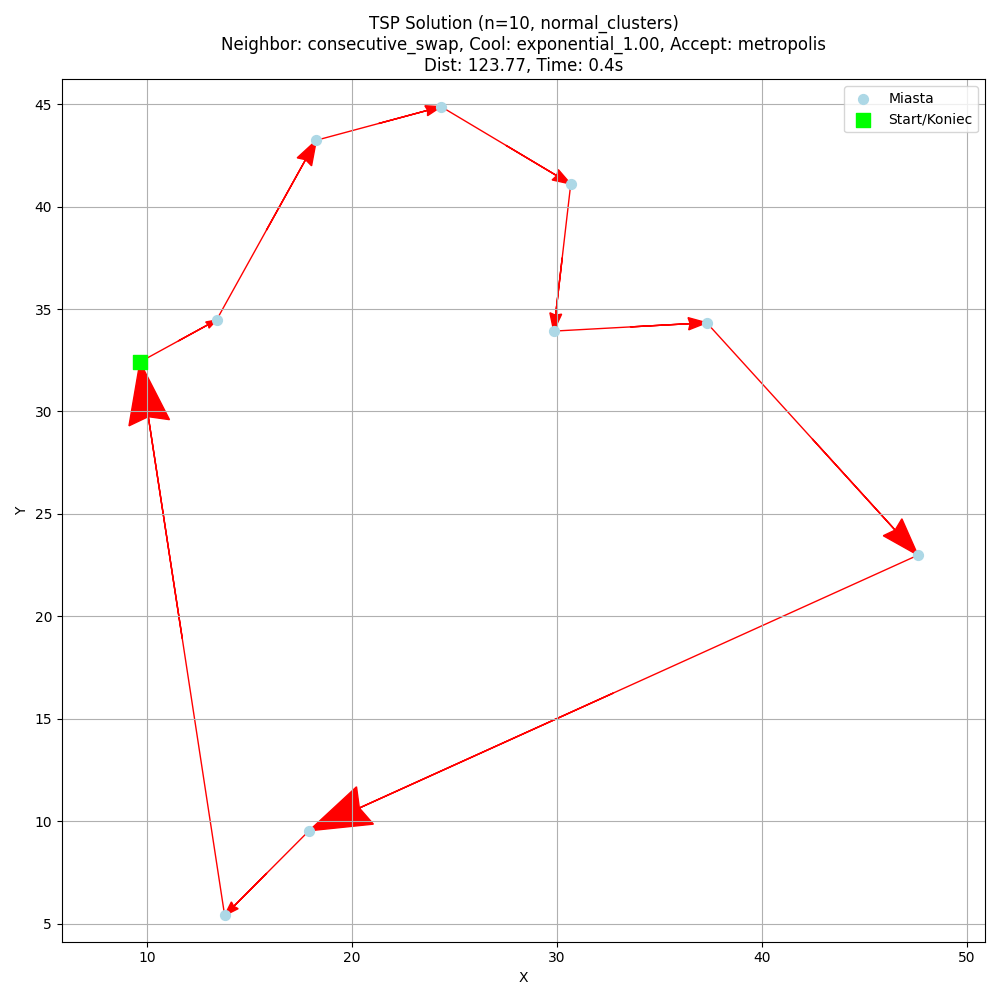 TSP Solution (n=10, normal_clusters)
Neighbor: consecutive_swap, Cool: exponential_1.00, Accept: metropolis
Dist: 123.77, Time: 0.4s
Miasta
Start/Koniec
45
40
35
30
25
20
15
10
5
Y
10 20 30 40 50
X